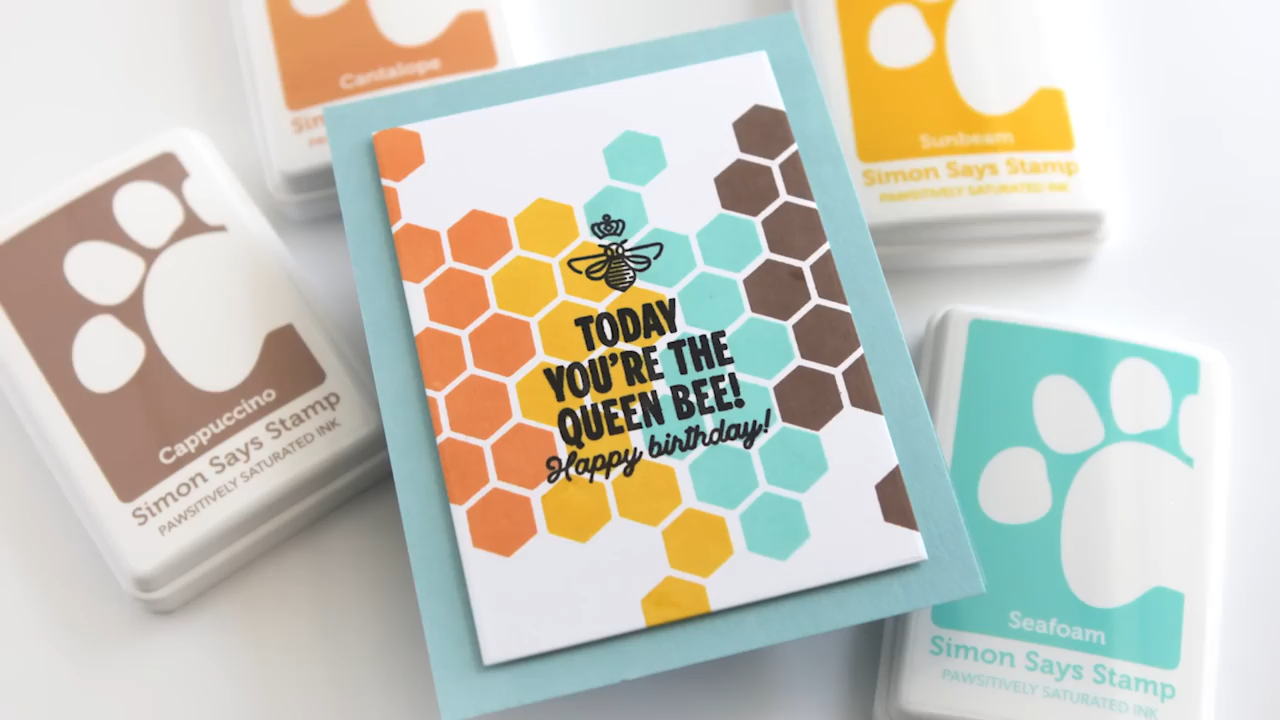 Cantalope
Sim
Sunbeam
Simon Says Stamp
PAWSITIVELY SATURATED INK
TODAY
YOU'RE THE
QUEEN BEE!
Happy birthday!
Cappuccino
Simon Says Stamp
PAWSITIVELY SATURATED INK
Seafoam
Simon Says Stamp
PAWSITIVELY SATURATED INK